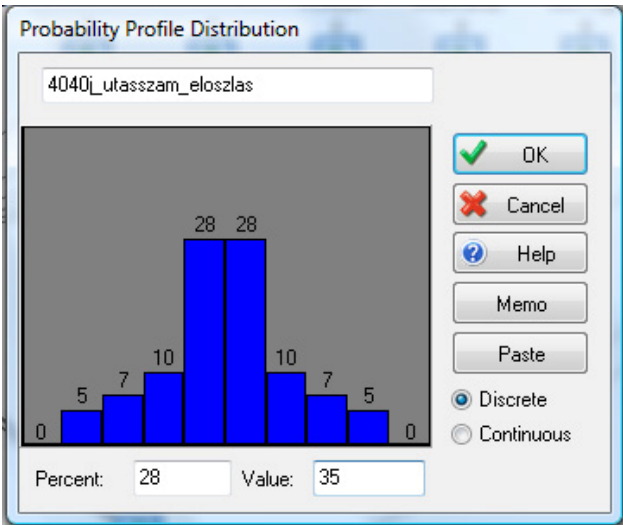 Probability Profile Distribution
4040j_utasszam_eloszlas
0 5 7 10 28 28 10 7 5 0
OK
Cancel
Help
Memo
Paste
Discrete
Continuous
Percent: 28 Value: 35